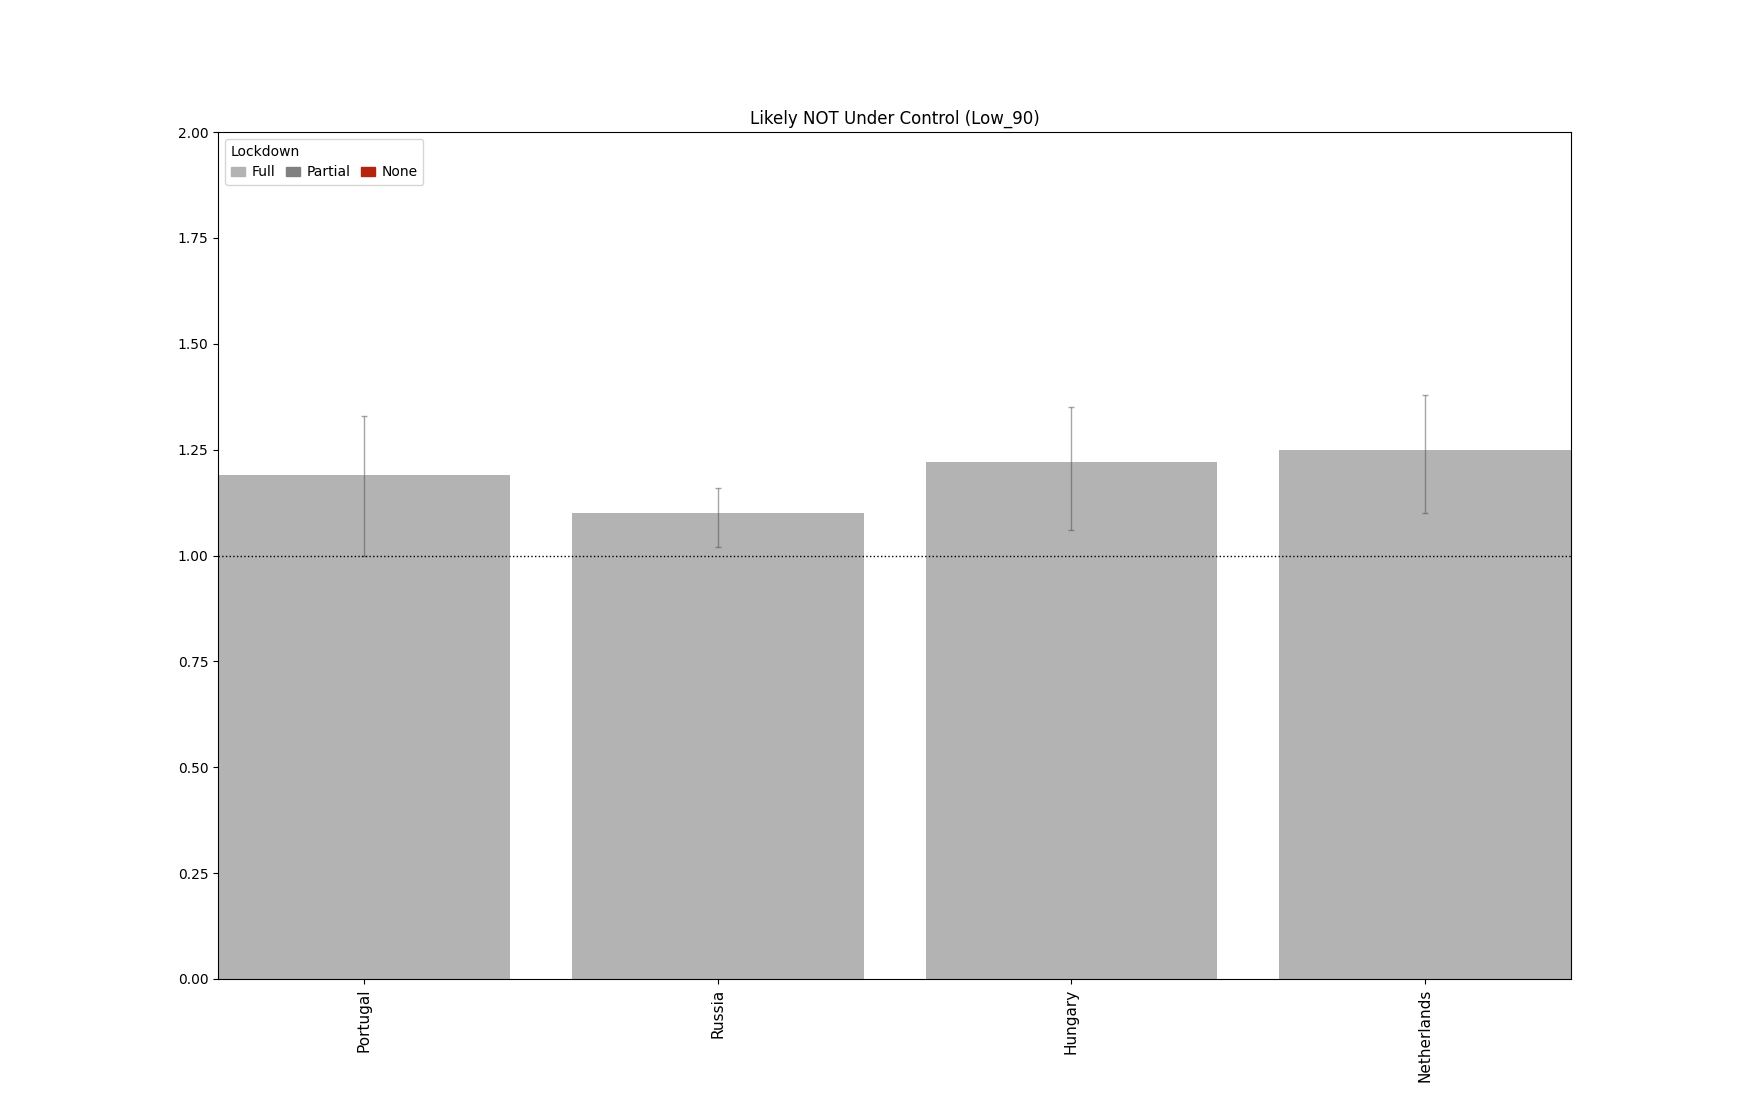 Likely NOT Under Control (Low_90)
Lockdown
Full Partial None
2.00
1.75
1.50
1.25
1.00
0.75
0.50
0.25
0.00
Portugal
Russia
Hungary
Netherlands